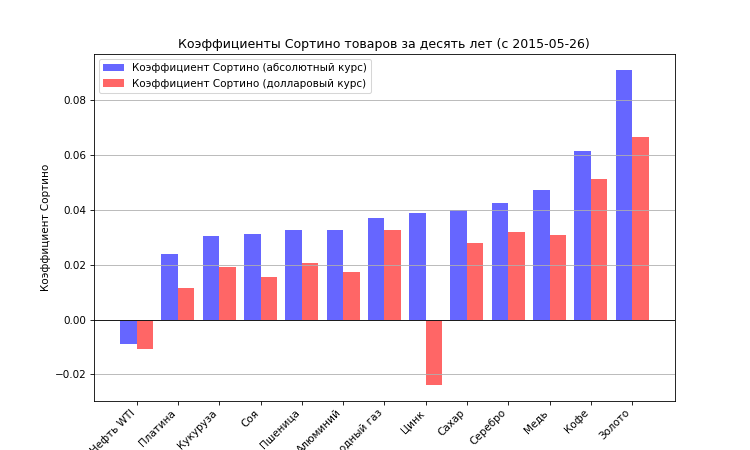 Коэффициенты Сортино товаров за десять лет (с 2015-05-26)
Коэффициент Сортино (абсолютный курс)
Коэффициент Сортино (долларовый курс)
Коэффициент Сортино
0.08
0.06
0.04
0.02
0.00
−0.02
Нефть WTI
Платина
Кукуруза
Соя
Пшеница
Алюминий
газ
Цинк
Сахар
Серебро
Медь
Кофе
Золото